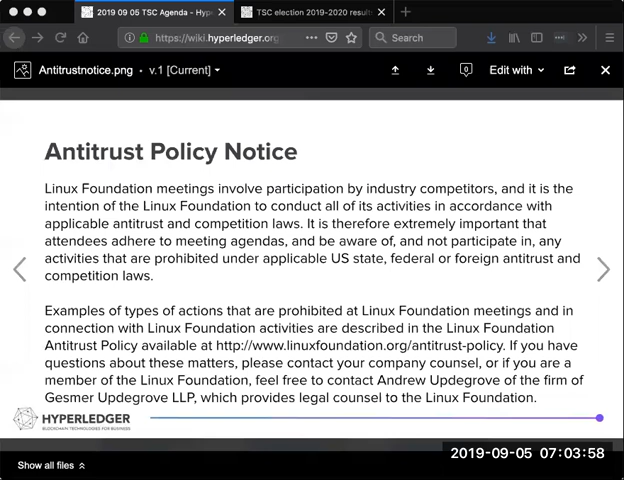 2019 09 05 TSC Agenda - Hype
TSC election 2019-2020 result
https://wiki.hyperledger.org
Search
Antitrustnotice.png • v.1 [Current]
0
Edit with
Antitrust Policy Notice
Linux Foundation meetings involve participation by industry competitors, and it is the
intention of the Linux Foundation to conduct all of its activities in accordance with
applicable antitrust and competition laws. It is therefore extremely important that
attendees adhere to meeting agendas, and be aware of, and not participate in, any
activities that are prohibited under applicable US state, federal or foreign antitrust and
competition laws.
Examples of types of actions that are prohibited at Linux Foundation meetings and in
connection with Linux Foundation activities are described in the Linux Foundation
Antitrust Policy available at http://www.linuxfoundation.org/antitrust-policy. If you have
questions about these matters, please contact your company counsel, or if you are a
member of the Linux Foundation, feel free to contact Andrew Updegrove of the firm of
Gesmer Updegrove LLP, which provides legal counsel to the Linux Foundation.
HYPERLEDGER
BLOCKCHAIN TECHNOLOGIES FOR BUSINESS
2019-09-05 07:03:58
Show all files